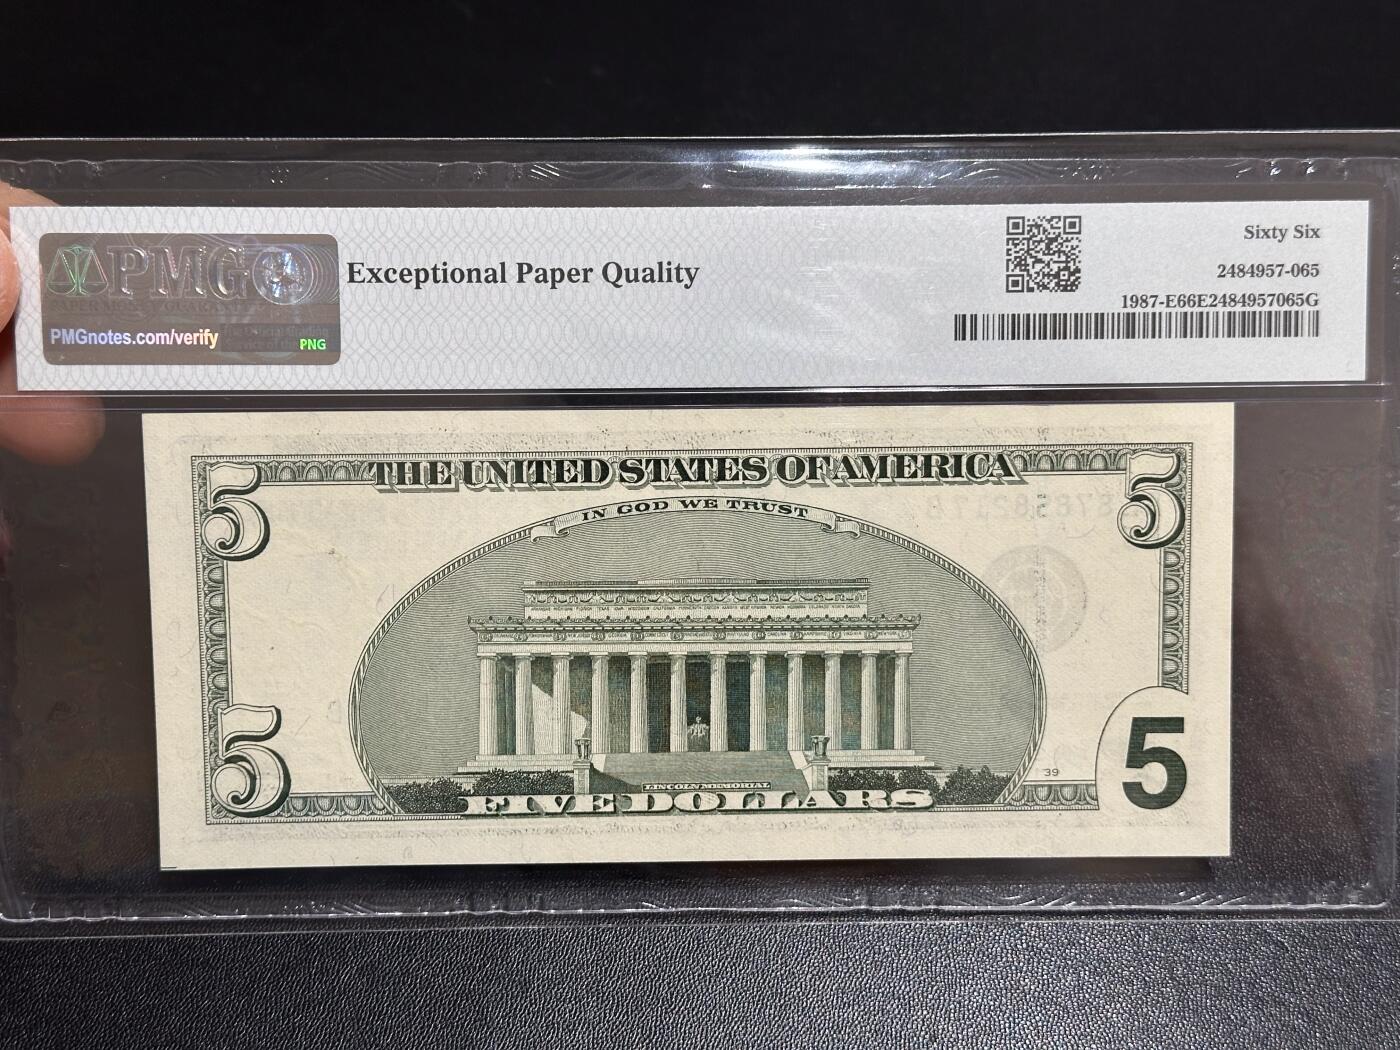 PMG
PMGnotes.com/verify
PNG
Exceptional Paper Quality
Sixty Six
2484957-065
1987-E66E2484957065G
THE UNITED STATES OF AMERICA
IN GOD WE TRUST
5
5
LINCOLN MEMORIAL
FIVE DOLLARS
39
5
5